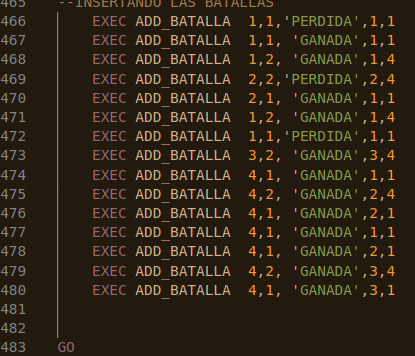 465 --INSERTANDO LAS BATALLAS
466 EXEC ADD_BATALLA 1,1,'PERDIDA',1,1
467 EXEC ADD_BATALLA 1,1, 'GANADA',1,1
468 EXEC ADD_BATALLA 1,2, 'GANADA',1,4
469 EXEC ADD_BATALLA 2,2,'PERDIDA',2,4
470 EXEC ADD_BATALLA 2,1, 'GANADA',1,1
471 EXEC ADD_BATALLA 1,2, 'GANADA',1,4
472 EXEC ADD_BATALLA 1,1,'PERDIDA',1,1
473 EXEC ADD_BATALLA 3,2, 'GANADA',3,4
474 EXEC ADD_BATALLA 4,1, 'GANADA',1,1
475 EXEC ADD_BATALLA 4,2, 'GANADA',2,4
476 EXEC ADD_BATALLA 4,1, 'GANADA',2,1
477 EXEC ADD_BATALLA 4,1, 'GANADA',1,1
478 EXEC ADD_BATALLA 4,1, 'GANADA',2,1
479 EXEC ADD_BATALLA 4,2, 'GANADA',3,4
480 EXEC ADD_BATALLA 4,1, 'GANADA',3,1
481
482
483 GO